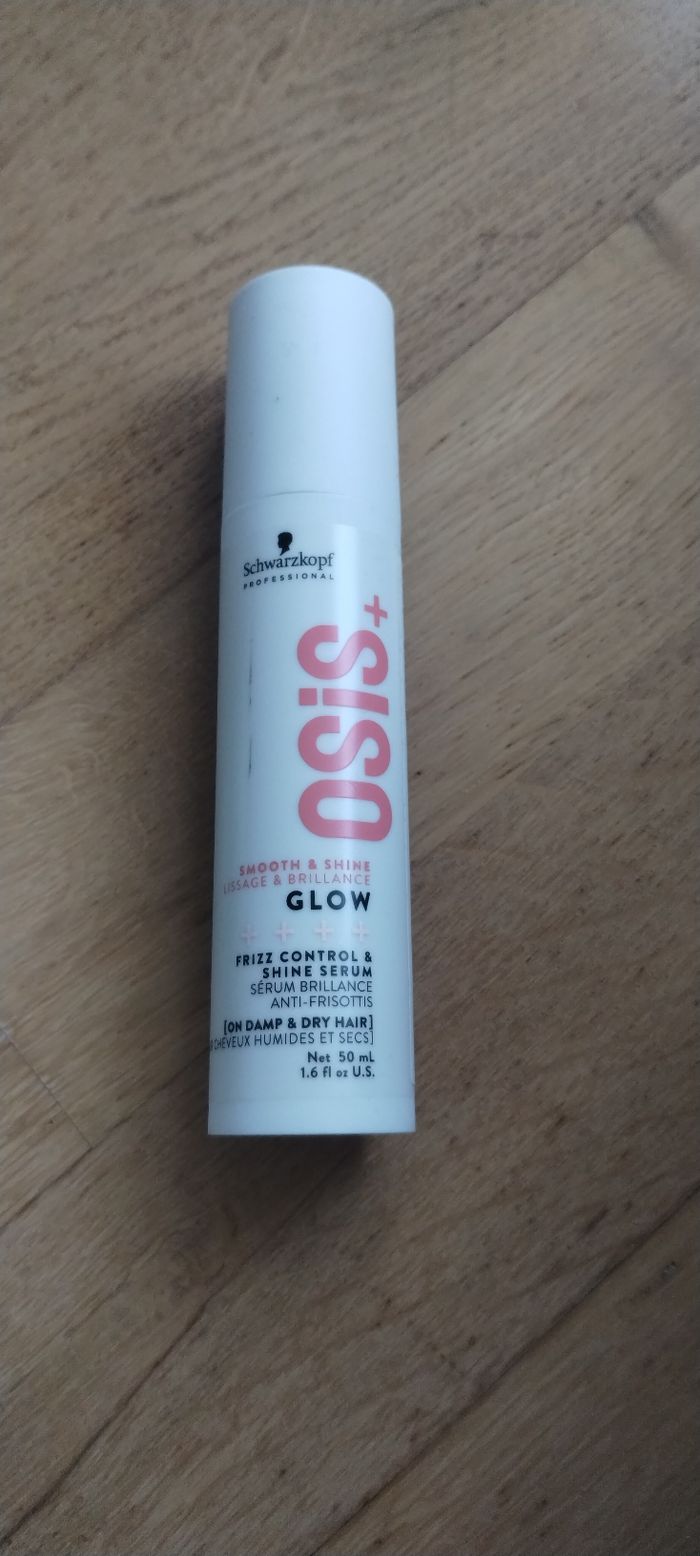 Schwarzkopf
PROFESSIONAL
OSiS+
SMOOTH & SHINE
LISSAGE & BRILLANCE
GLOW
FRIZZ CONTROL &
SHINE SERUM
SÉRUM BRILLANCE
ANTI-FRISOTTIS
[ON DAMP & DRY HAIR]
CHEVEUX HUMIDES ET SECS]
Net 50 mL
1.6 fl oz U.S.